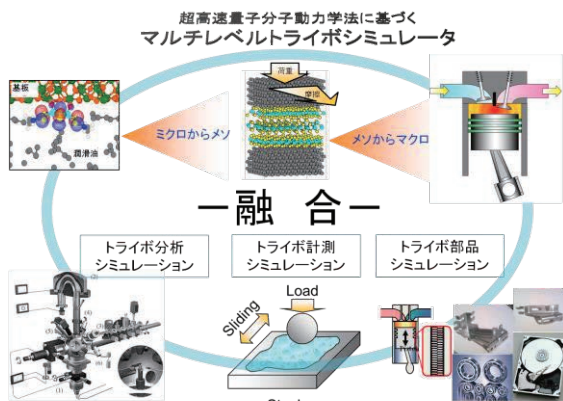 超高速量子分子動力学法に基づく
マルチレベルトライボシミュレータ
基板
潤滑油
ミクロからメソ
荷重
摩擦
メソからマクロ
ー融 合ー
トライボ分析
シミュレーション
トライボ計測
シミュレーション
トライボ部品
シミュレーション
Load
Sliding